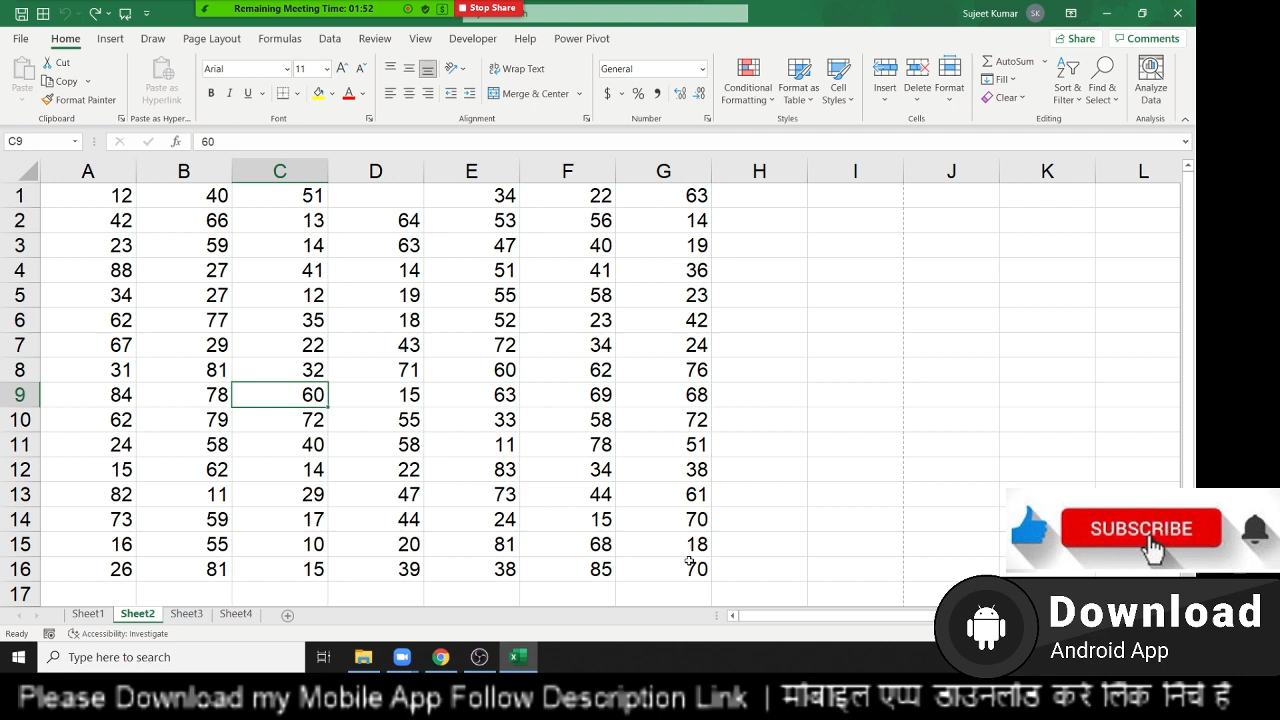 Remaining Meeting Time: 01:52
Stop Share
Sujeet Kumar SK
File Home Insert Draw Page Layout Formulas Data Review View Developer Help Power Pivot Share Comments
Paste Cut Copy Format Painter Clipboard
Paste as Hyperlink Paste as Hyper...
Arial 11 B I U Font
Wrap Text Merge & Center Alignment
General $ % Number
Conditional Formatting Format as Table Cell Styles Styles
Insert Delete Format Cells
AutoSum Fill Clear Sort & Filter Find & Select Editing
Analyze Data Analysis
C9 fx 60
A B C D E F G H I J K L
1 12 40 51 34 22 63
2 42 66 13 64 53 56 14
3 23 59 14 63 47 40 19
4 88 27 41 14 51 41 36
5 34 27 12 19 55 58 23
6 62 77 35 18 52 23 42
7 67 29 22 43 72 34 24
8 31 81 32 71 60 62 76
9 84 78 60 15 63 69 68
10 62 79 72 55 33 58 72
11 24 58 40 58 11 78 51
12 15 62 14 22 83 34 38
13 82 11 29 47 73 44 61
14 73 59 17 44 24 15 70
15 16 55 10 20 81 68 18
16 26 81 15 39 38 85 70
17
SUBSCRIBE
Download
Android App
Sheet1 Sheet2 Sheet3 Sheet4
Ready Accessibility: Investigate
Type here to search
Please Download my Mobile App Follow Description Link | मोबाइल एप्प डाउनलोड करे लिंक निचे है